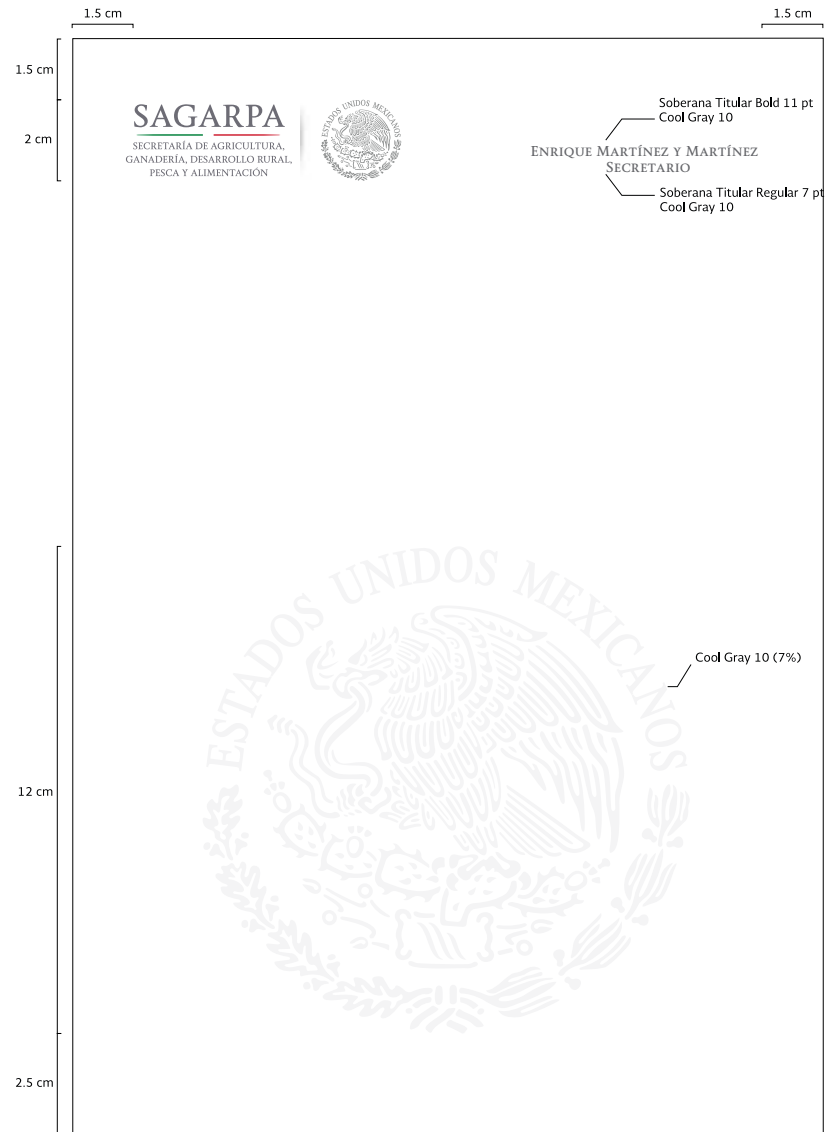 1.5 cm
1.5 cm
1.5 cm
2 cm
SAGARPA
SECRETARÍA DE AGRICULTURA,
GANADERÍA, DESARROLLO RURAL,
PESCA Y ALIMENTACIÓN
ESTADOS UNIDOS MEXICANOS
Soberana Titular Bold 11 pt
Cool Gray 10
ENRIQUE MARTÍNEZ Y MARTÍNEZ
SECRETARIO
Soberana Titular Regular 7 pt
Cool Gray 10
ESTADOS UNIDOS MEXICANOS
Cool Gray 10 (7%)
12 cm
2.5 cm